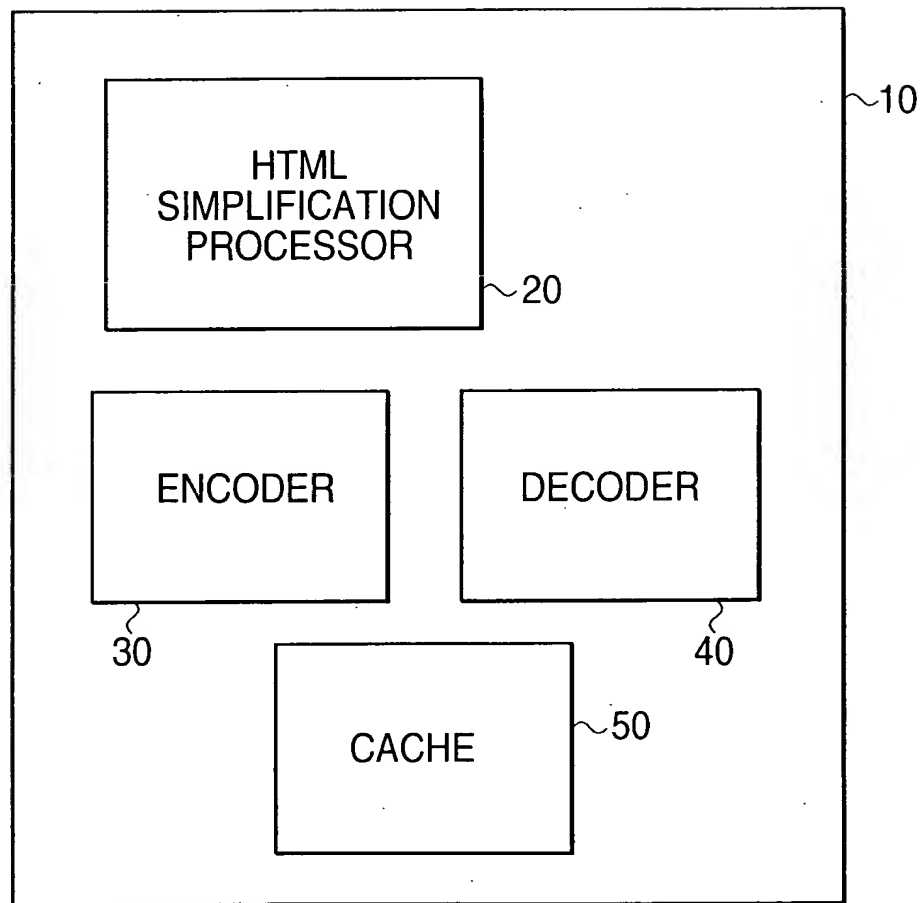 10
HTML
SIMPLIFICATION
PROCESSOR
20
ENCODER
DECODER
30
40
50
CACHE